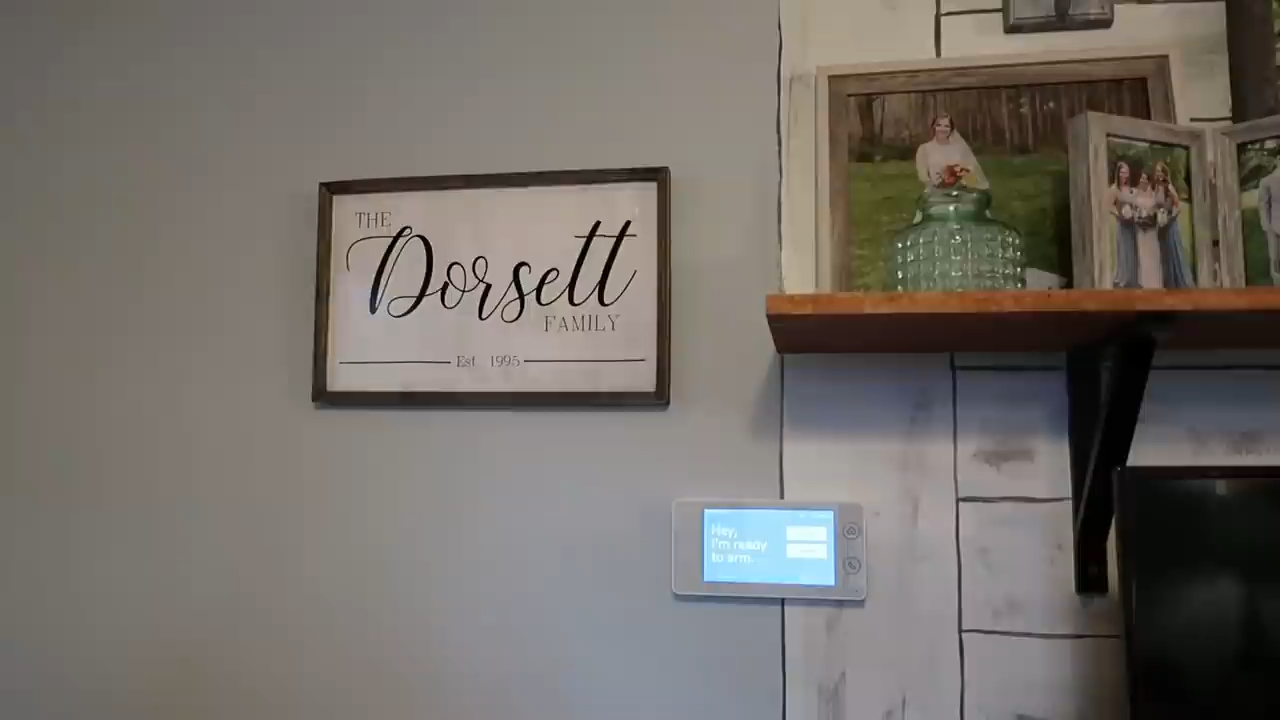 THE
Dorsett
FAMILY
Est 1995
Hey,
I'm ready
to arm.